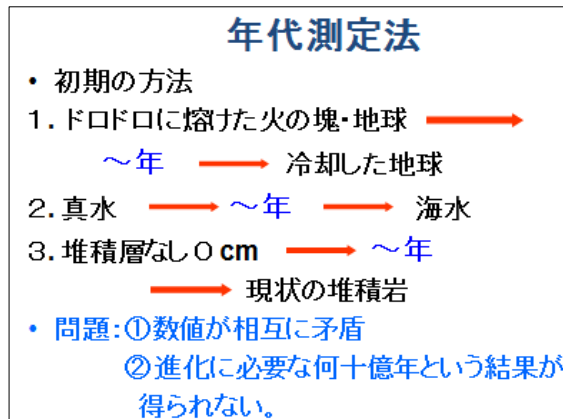 年代測定法
• 初期の方法
1．ドロドロに熔けた火の塊・地球
～年 冷却した地球
2．真水 ～年 海水
3．堆積層なし０cm ～年
現状の堆積岩
• 問題：①数値が相互に矛盾
②進化に必要な何十億年という結果が
得られない。